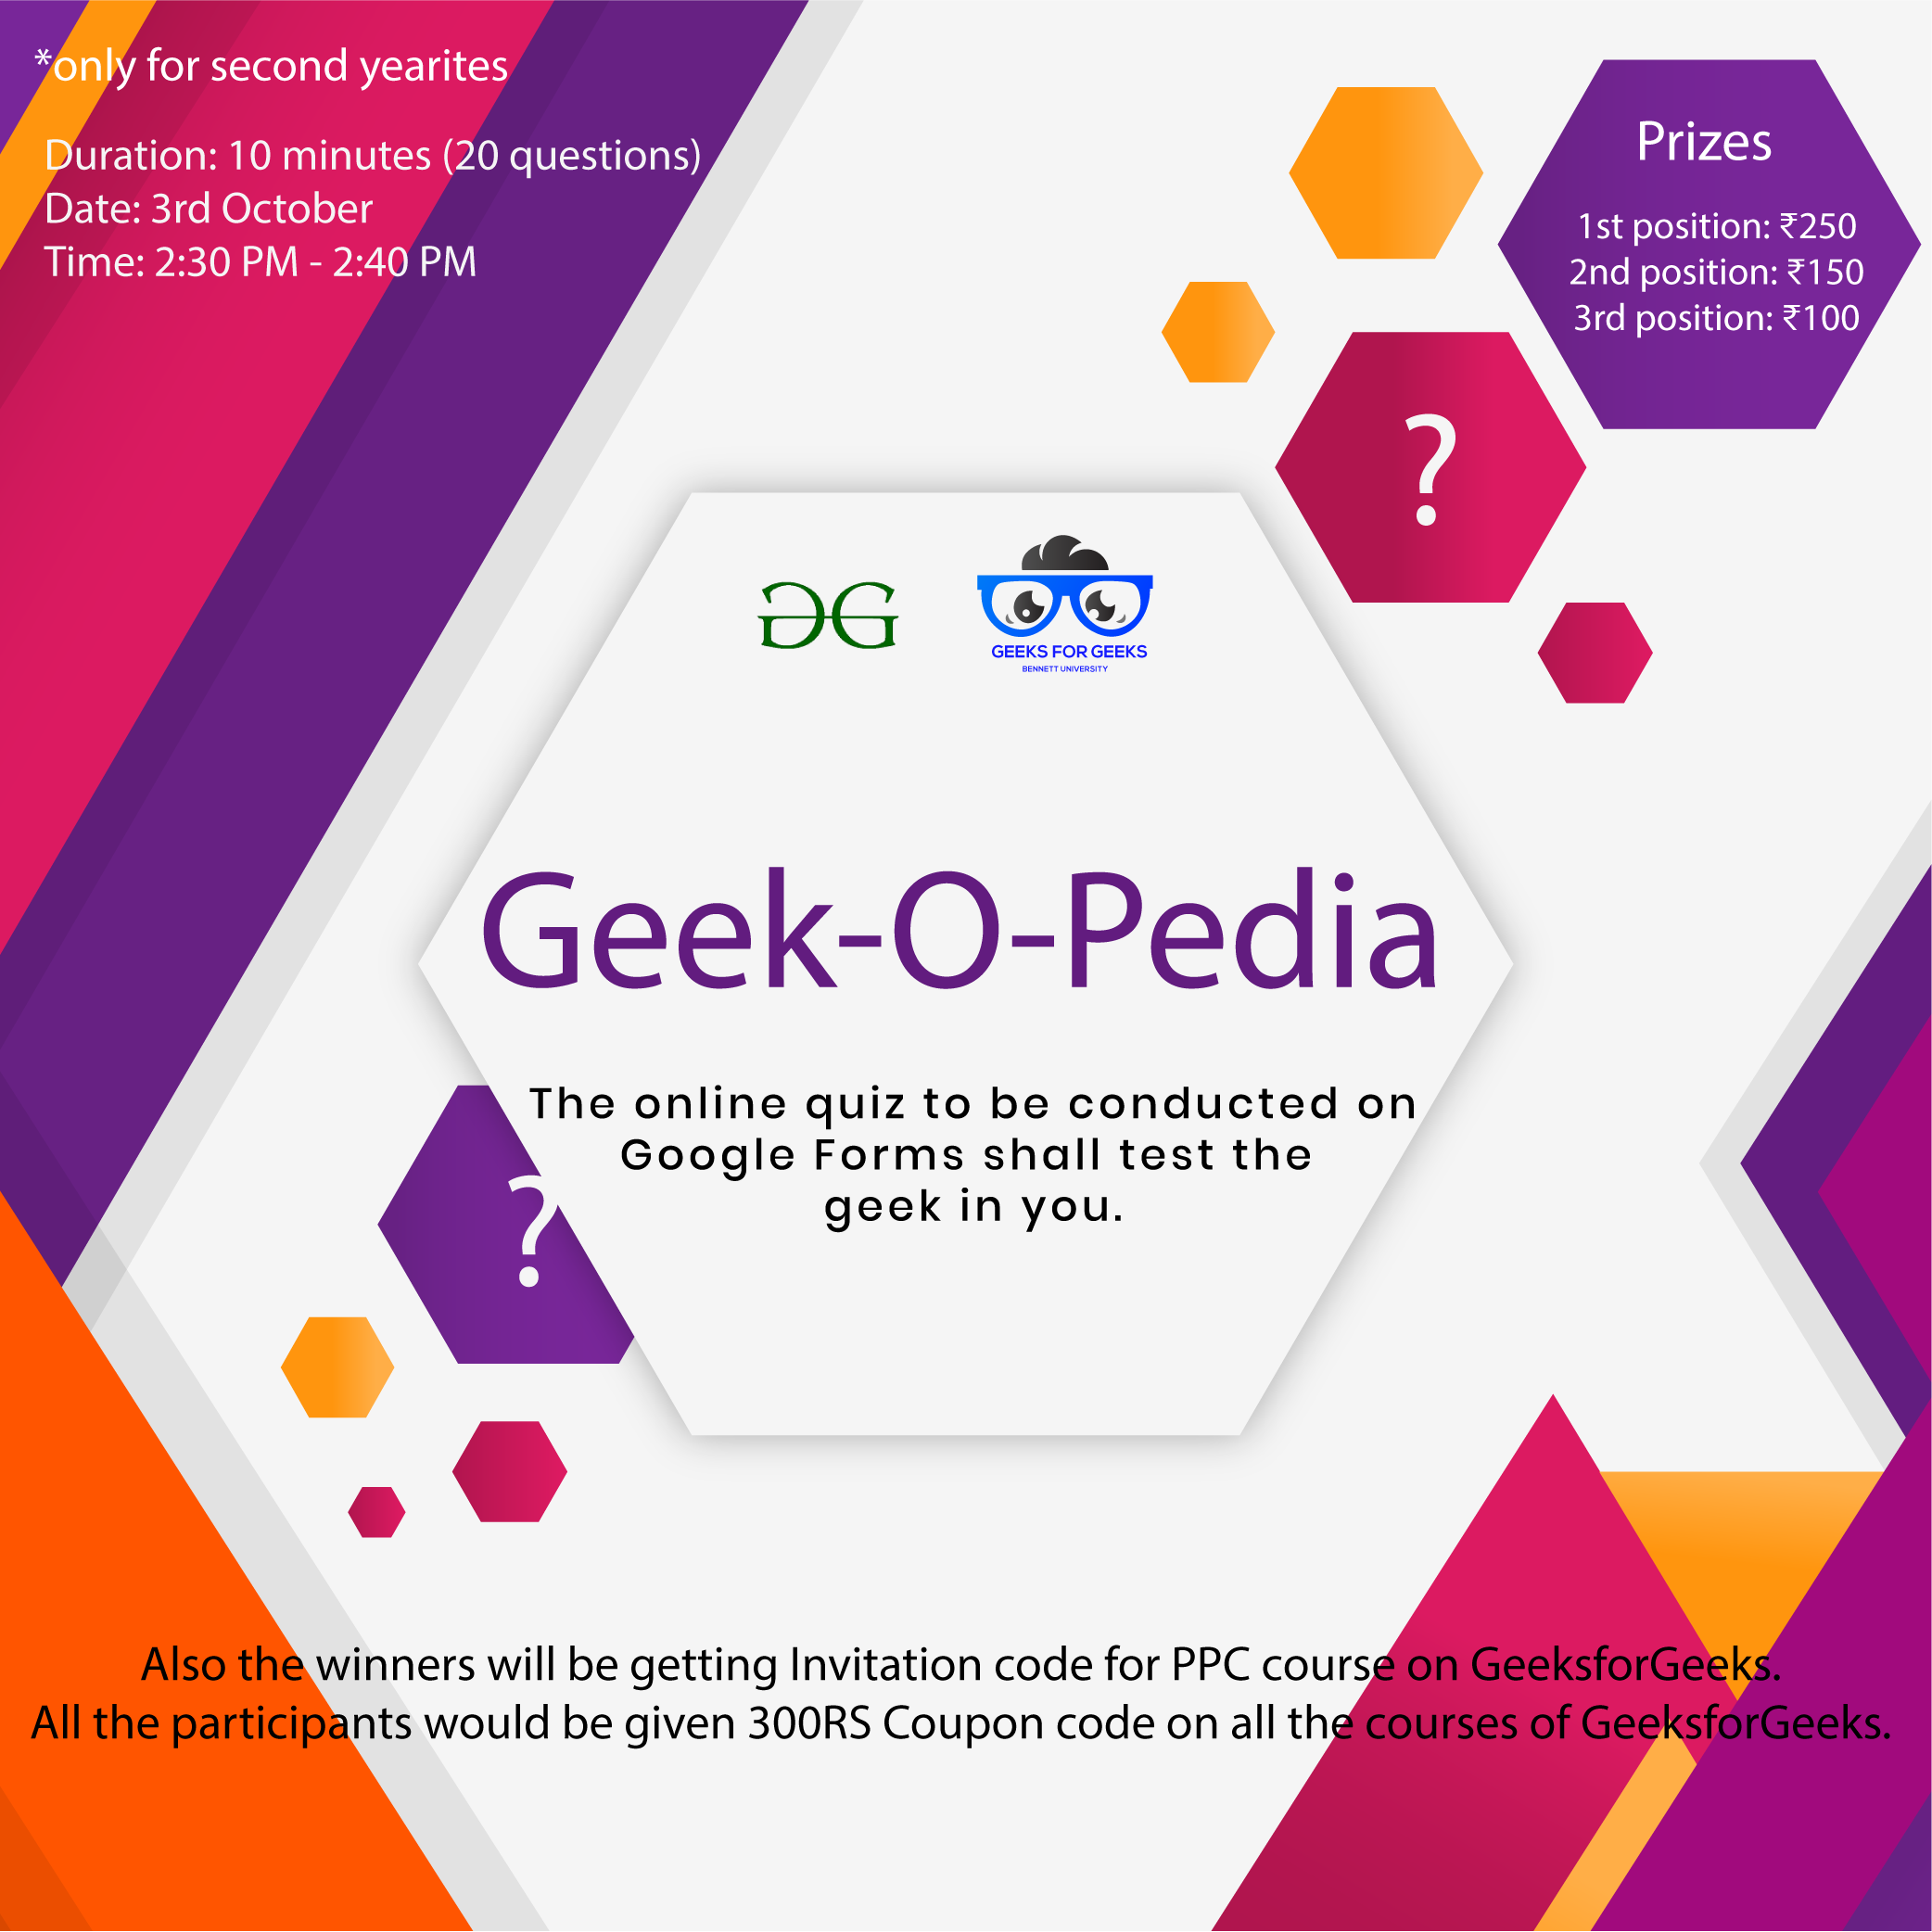 *only for second yearites
Duration: 10 minutes (20 questions)
Date: 3rd October
Time: 2:30 PM - 2:40 PM
Prizes
1st position: ₹250
2nd position: ₹150
3rd position: ₹100
?
GG
GEEKS FOR GEEKS
BENNETT UNIVERSITY
Geek-O-Pedia
The online quiz to be conducted on
Google Forms shall test the
geek in you.
?
Also the winners will be getting Invitation code for PPC course on GeeksforGeeks.
All the participants would be given 300RS Coupon code on all the courses of GeeksforGeeks.